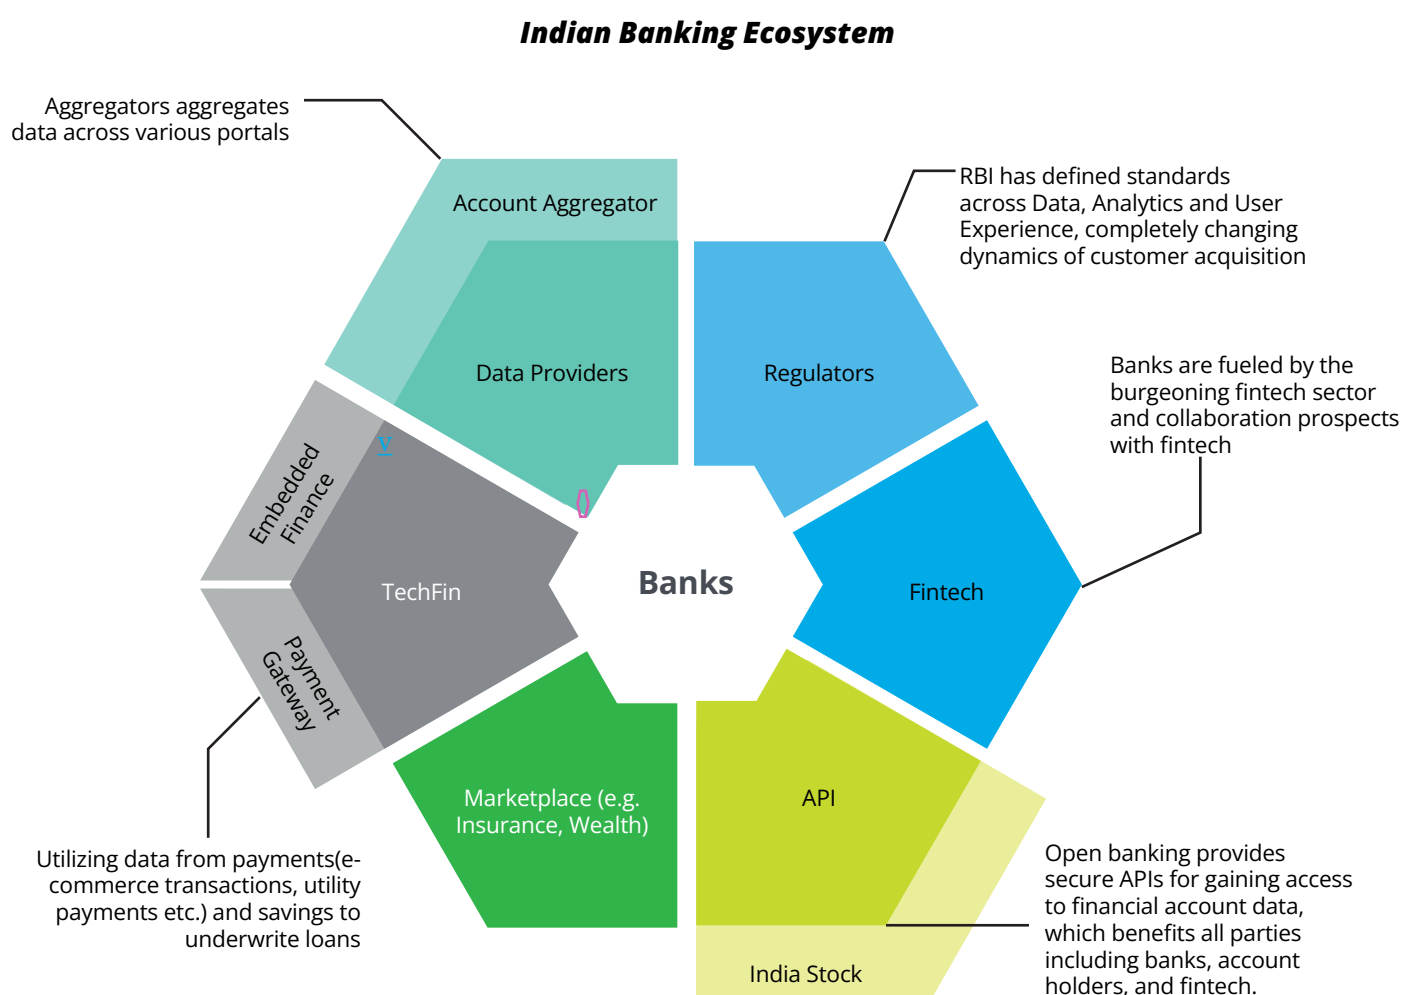 Indian Banking Ecosystem
Aggregators aggregates
data across various portals
Account Aggregator
RBI has defined standards
across Data, Analytics and User
Experience, completely changing
dynamics of customer acquisition
Data Providers
Regulators
Banks are fueled by the
burgeoning fintech sector
and collaboration prospects
with fintech
v
Embedded
Finance
TechFin
Banks
Fintech
Payment
Gateway
Marketplace (e.g.
Insurance, Wealth)
API
Utilizing data from payments(e-
commerce transactions, utility
payments etc.) and savings to
underwrite loans
Open banking provides
secure APIs for gaining access
to financial account data,
which benefits all parties
including banks, account
holders, and fintech.
India Stock